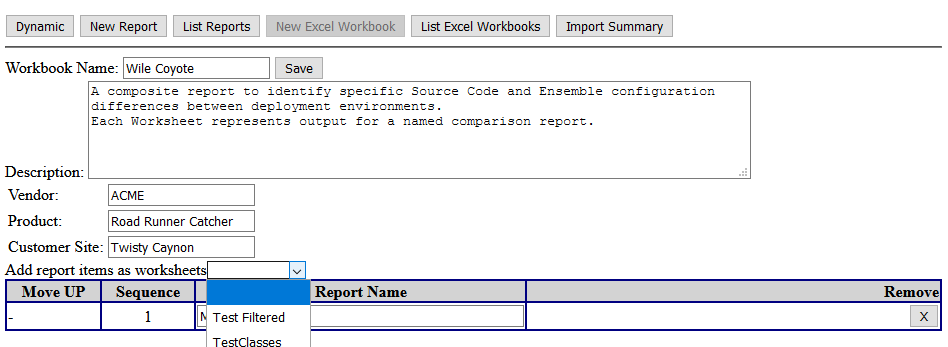 Dynamic New Report List Reports New Excel Workbook List Excel Workbooks Import Summary
Workbook Name: Wile Coyote Save
A composite report to identify specific Source Code and Ensemble configuration
differences between deployment environments.
Each Worksheet represents output for a named comparison report.
Description:
Vendor: ACME
Product: Road Runner Catcher
Customer Site: Twisty Caynon
Add report items as worksheets
Move UP Sequence Report Name Remove
- 1 X
Test Filtered
TestClasses